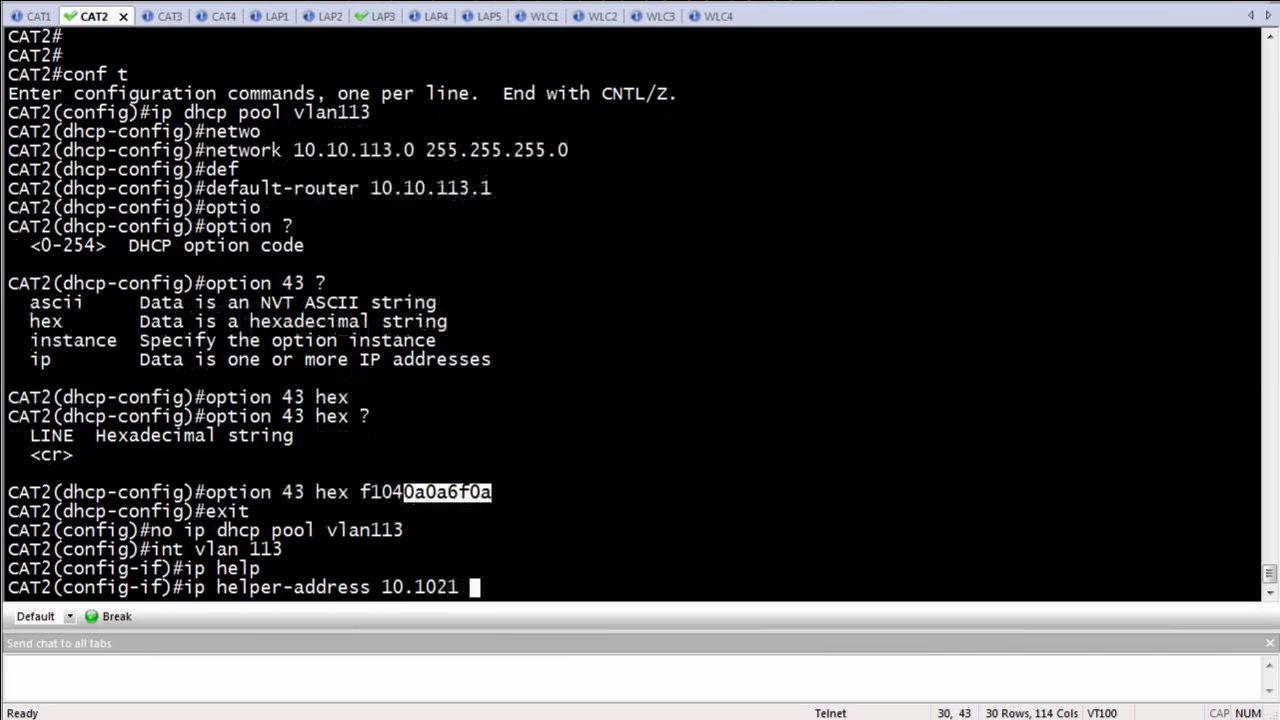 CAT1 CAT2 CAT3 CAT4 LAP1 LAP2 LAP3 LAP4 LAP5 WLC1 WLC2 WLC3 WLC4
CAT2#
CAT2#
CAT2#conf t
Enter configuration commands, one per line.  End with CNTL/Z.
CAT2(config)#ip dhcp pool vlan113
CAT2(dhcp-config)#netwo
CAT2(dhcp-config)#network 10.10.113.0 255.255.255.0
CAT2(dhcp-config)#def
CAT2(dhcp-config)#default-router 10.10.113.1
CAT2(dhcp-config)#optio
CAT2(dhcp-config)#option ?
  <0-254>  DHCP option code
CAT2(dhcp-config)#option 43 ?
  ascii     Data is an NVT ASCII string
  hex       Data is a hexadecimal string
  instance  Specify the option instance
  ip        Data is one or more IP addresses
CAT2(dhcp-config)#option 43 hex
CAT2(dhcp-config)#option 43 hex ?
  LINE  Hexadecimal string
  <cr>
CAT2(dhcp-config)#option 43 hex f1040a0a6f0a
CAT2(dhcp-config)#exit
CAT2(config)#no ip dhcp pool vlan113
CAT2(config)#int vlan 113
CAT2(config-if)#ip help
CAT2(config-if)#ip helper-address 10.1021
Default Break
Send chat to all tabs
Ready Telnet 30, 43 30 Rows, 114 Cols VT100 CAP NUM